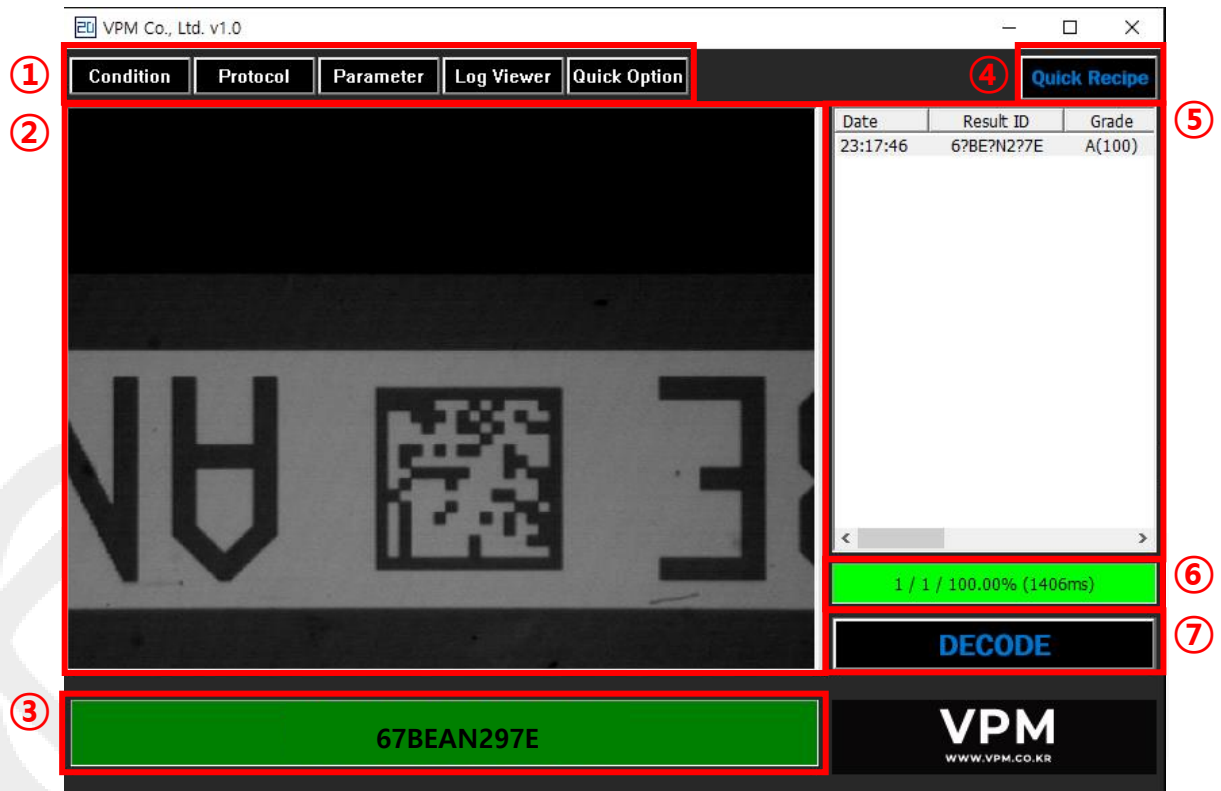 VPM Co., Ltd. v1.0
① Condition Protocol Parameter Log Viewer Quick Option ④ Quick Recipe
② ⑤
Date Result ID Grade
23:17:46 6?BE?N2?7E A(100)
NA E
⑥ 1 / 1 / 100.00% (1406ms)
⑦ DECODE
③ 67BEAN297E
VPM
WWW.VPM.CO.KR